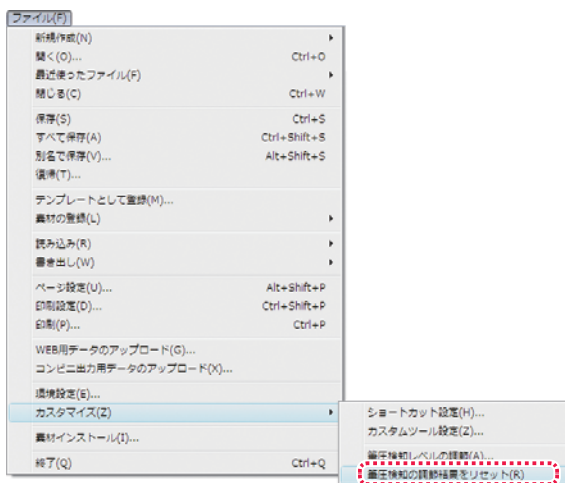 ファイル(F)
新規作成(N)
開く(O)... Ctrl+O
最近使ったファイル(F)
閉じる(C) Ctrl+W
保存(S) Ctrl+S
すべて保存(A) Ctrl+Shift+S
別名で保存(V)... Alt+Shift+S
復帰(T)...
テンプレートとして登録(M)...
素材の登録(L)
読み込み(R)
書き出し(W)
ページ設定(U)... Alt+Shift+P
印刷設定(D)... Ctrl+Shift+P
印刷(P)... Ctrl+P
WEB用データのアップロード(G)...
コンビニ出力用データのアップロード(X)...
環境設定(E)...
カスタマイズ(Z)
ショートカット設定(H)...
カスタムツール設定(Z)...
素材インストール(I)...
筆圧検知レベルの調節(A)...
終了(Q) Ctrl+Q
筆圧検知の調節結果をリセット(R)